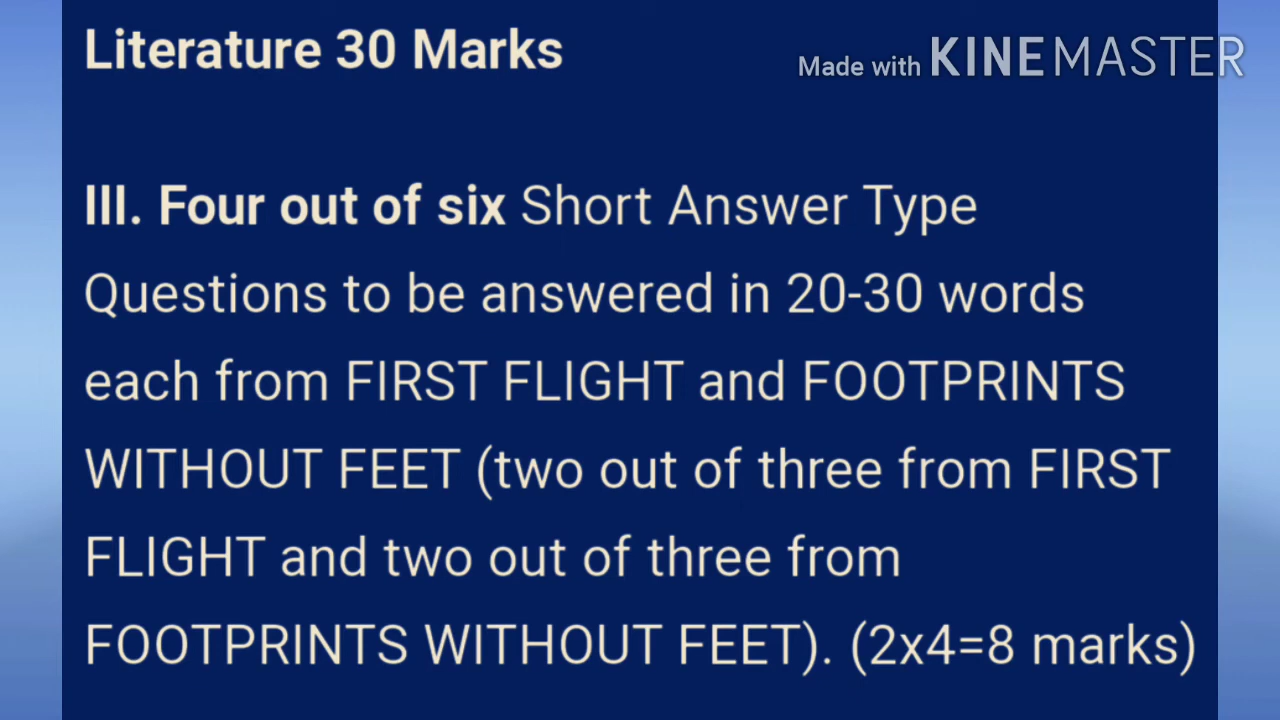 Literature 30 Marks
Made with KINEMASTER
III. Four out of six Short Answer Type
Questions to be answered in 20-30 words
each from FIRST FLIGHT and FOOTPRINTS
WITHOUT FEET (two out of three from FIRST
FLIGHT and two out of three from
FOOTPRINTS WITHOUT FEET). (2x4=8 marks)